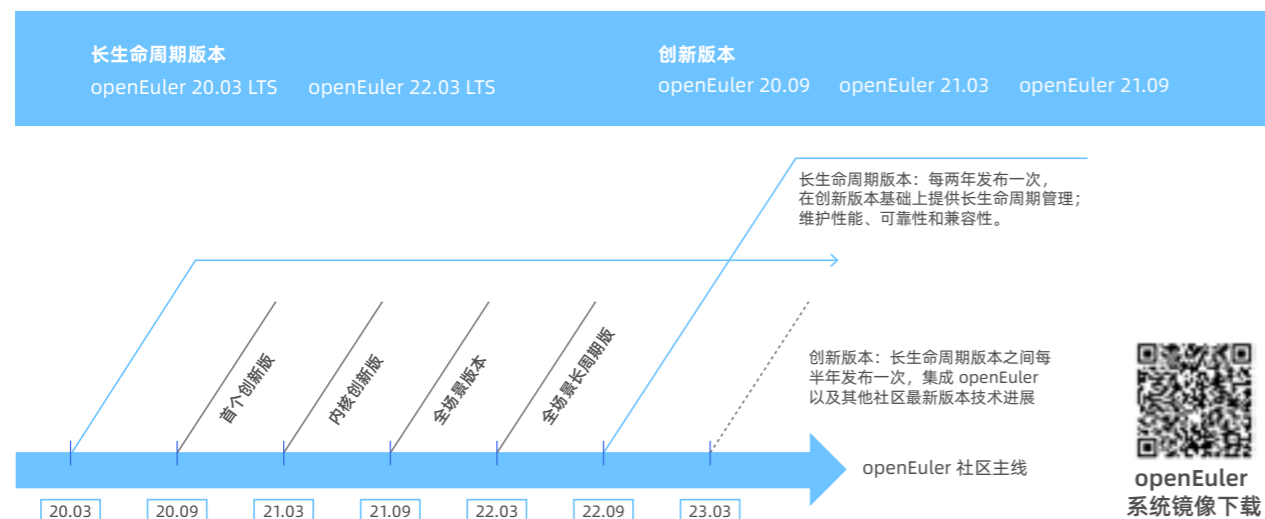 长生命周期版本
openEuler 20.03 LTS openEuler 22.03 LTS
创新版本
openEuler 20.09 openEuler 21.03 openEuler 21.09
长生命周期版本：每两年发布一次，
在创新版本基础上提供长生命周期管理；
维护性能、可靠性和兼容性。
首个创新版
内核创新版
全场景版本
全场景长周期版
创新版本：长生命周期版本之间每
半年发布一次，集成 openEuler
以及其他社区最新版本技术进展
openEuler 社区主线
20.03 20.09 21.03 21.09 22.03 22.09 23.03
openEuler
系统镜像下载